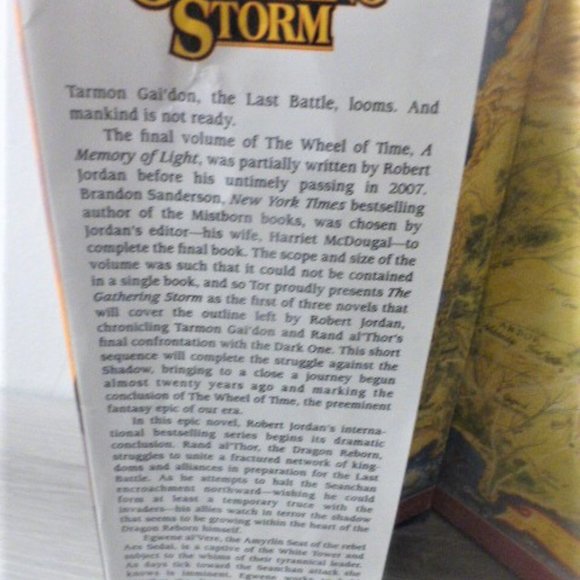 STORM
Tarmon Gai'don, the Last Battle, looms. And
mankind is not ready.
The final volume of The Wheel of Time, A
Memory of Light, was partially written by Robert
Jordan before his untimely passing in 2007.
Brandon Sanderson, New York Times bestselling
author of the Mistborn books, was chosen by
Jordan's editor—his wife, Harriet McDougal—to
complete the final book. The scope and size of the
volume was such that it could not be contained
in a single book, and so Tor proudly presents The
Gathering Storm as the first of three novels that
will cover the outline left by Robert Jordan,
chronicling Tarmon Gai'don and Rand al'Thor's
final confrontation with the Dark One. This short
sequence will complete the struggle against the
Shadow, bringing to a close a journey begun
almost twenty years ago and marking the
conclusion of The Wheel of Time, the preeminent
fantasy epic of our era.
In this epic novel, Robert Jordan's interna-
tional bestselling series begins its dramatic
conclusion. Rand al'Thor, the Dragon Reborn,
struggles to unite a fractured network of king-
doms and alliances in preparation for the Last
Battle. As he attempts to halt the Seanchan
encroachment northward—wishing he could
form at least a temporary truce with the
invaders—his allies watch in terror the shadow
that seems to be growing within the heart of the
Dragon Reborn himself.
Egwene al'Vere, the Amyrlin Seat of the rebel
Aes Sedai, is a captive of the White Tower and
subject to the whims of their tyrannical leader.
As days tick toward the Seanchan attack she
knows is imminent, Egwene works